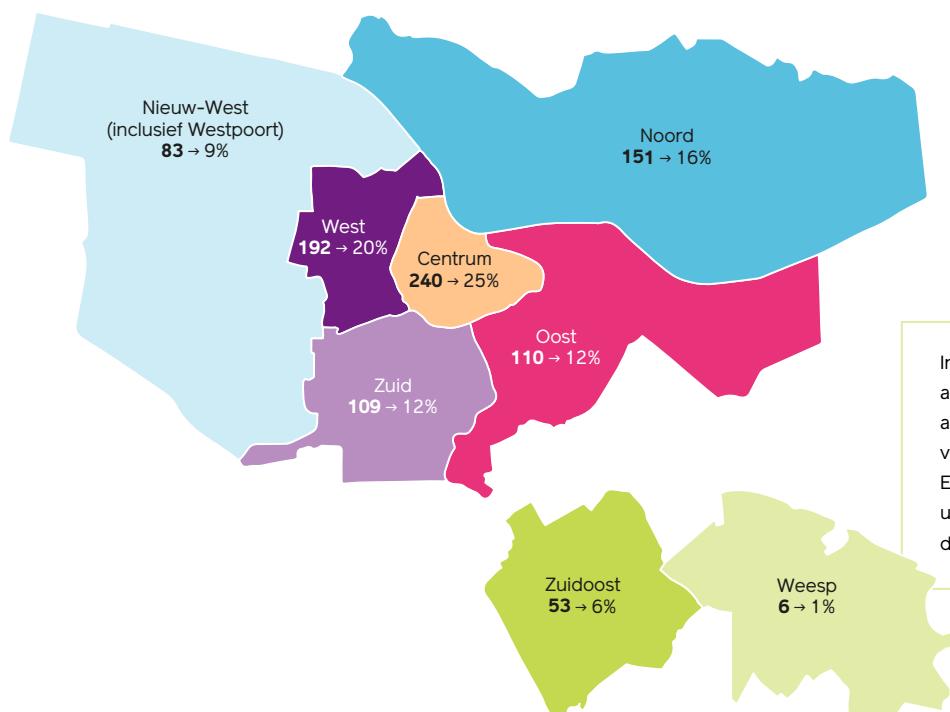 Nieuw-West
(inclusief Westpoort)
83 → 9%
Noord
151 → 16%
West
192 → 20%
Centrum
240 → 25%
Oost
110 → 12%
Zuid
109 → 12%
Zuidoost
53 → 6%
Weesp
6 → 1%